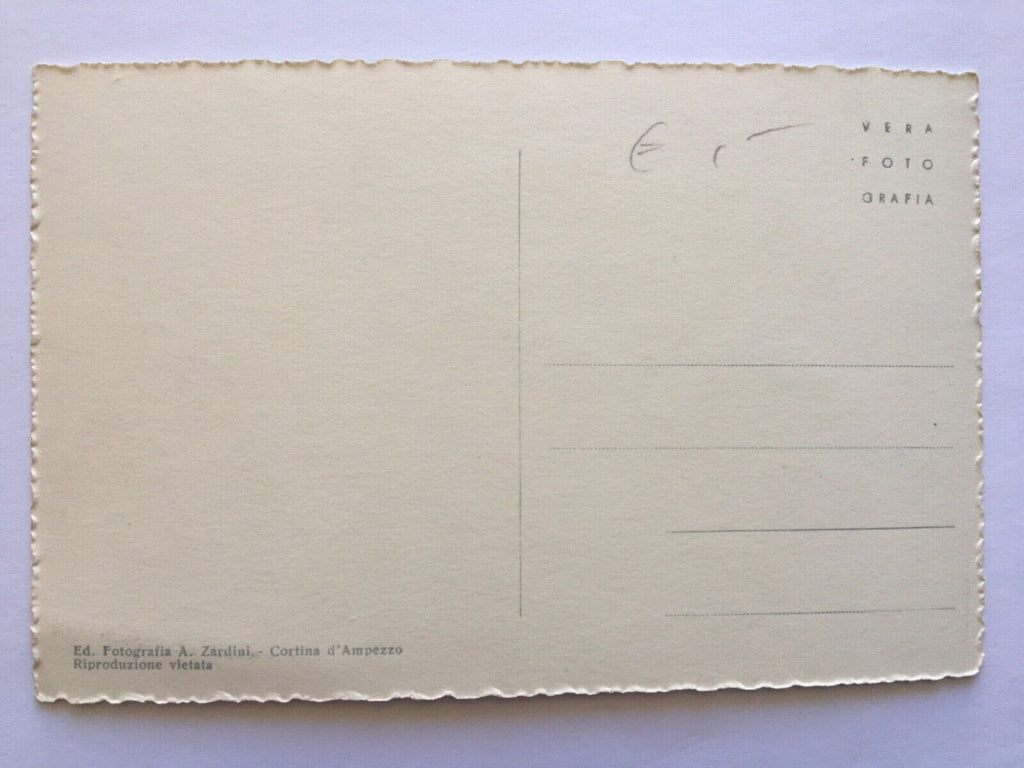 €
VERA
FOTO
GRAFIA
Ed. Fotografia A. Zardini, - Cortina d'Ampezzo
Riproduzione vietata